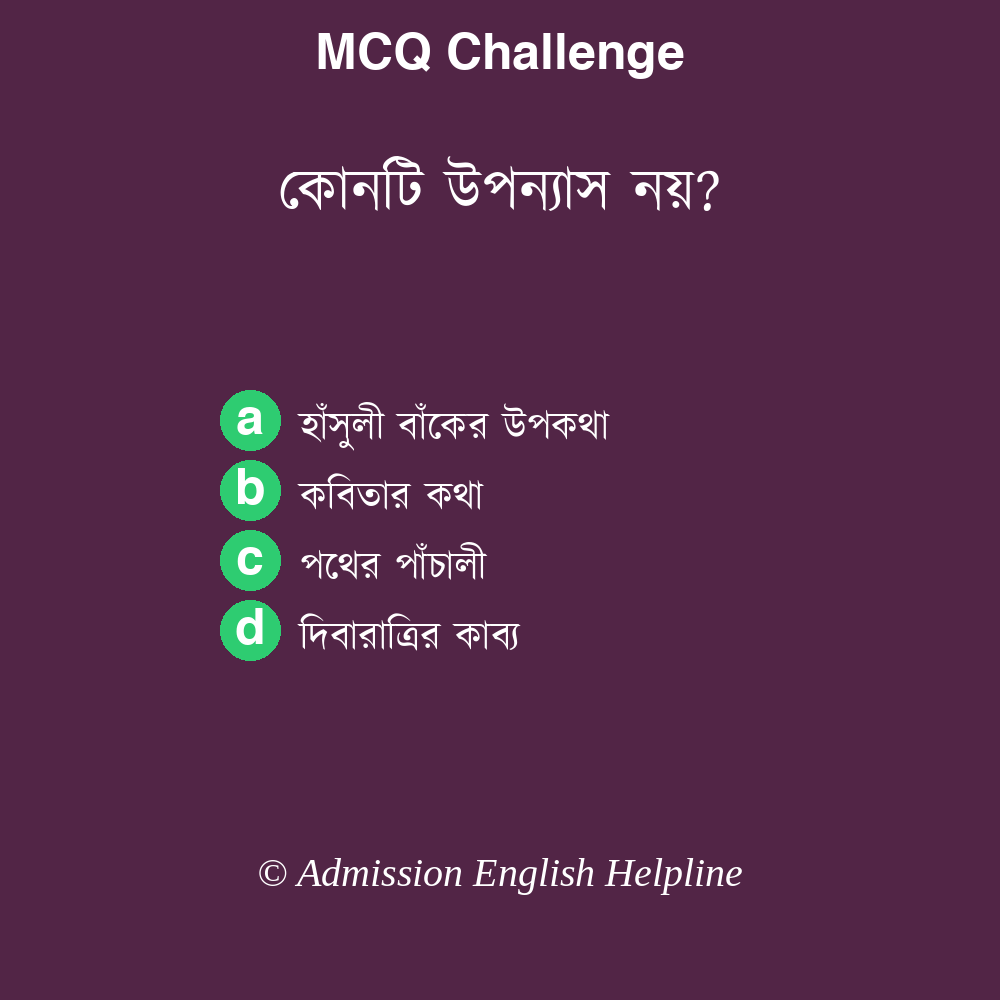 MCQ Challenge
কোনটি উপন্যাস নয়?
a হাঁসুলী বাঁকের উপকথা
b কবিতার কথা
c পথের পাঁচালী
d দিবারাত্রির কাব্য
© Admission English Helpline